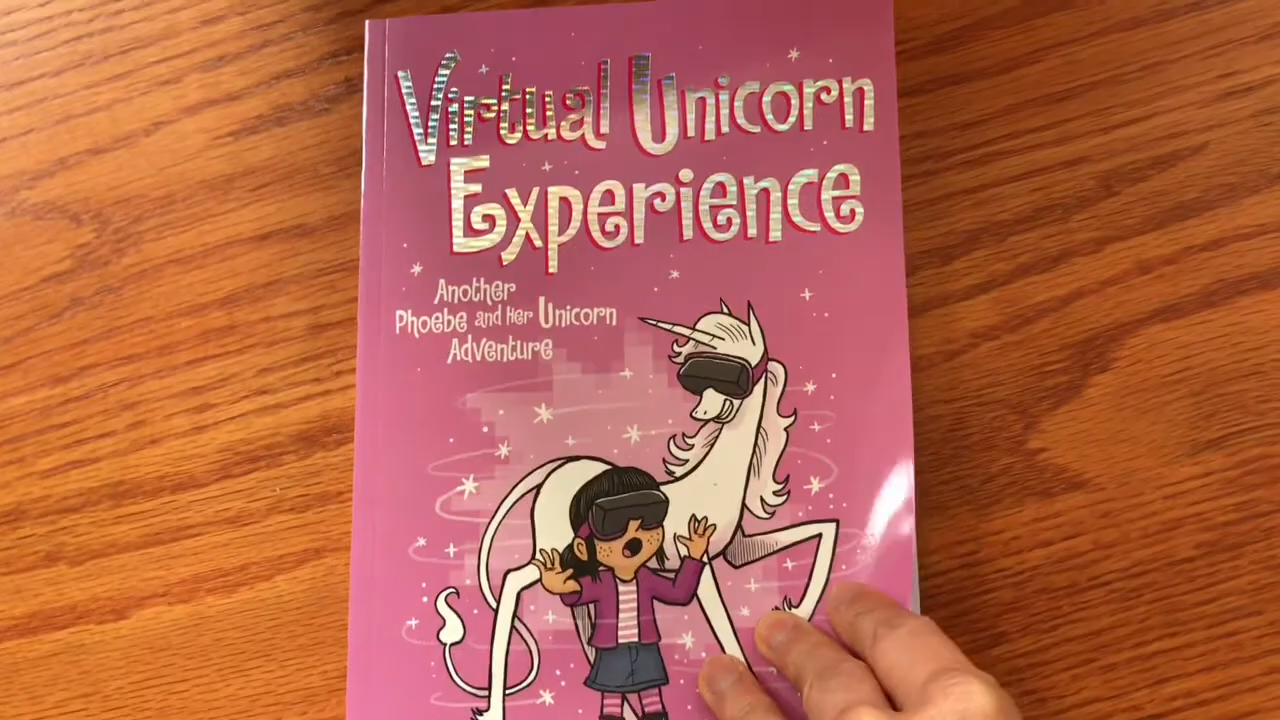 Virtual Unicorn
Experience
Another
Phoebe and Her Unicorn
Adventure